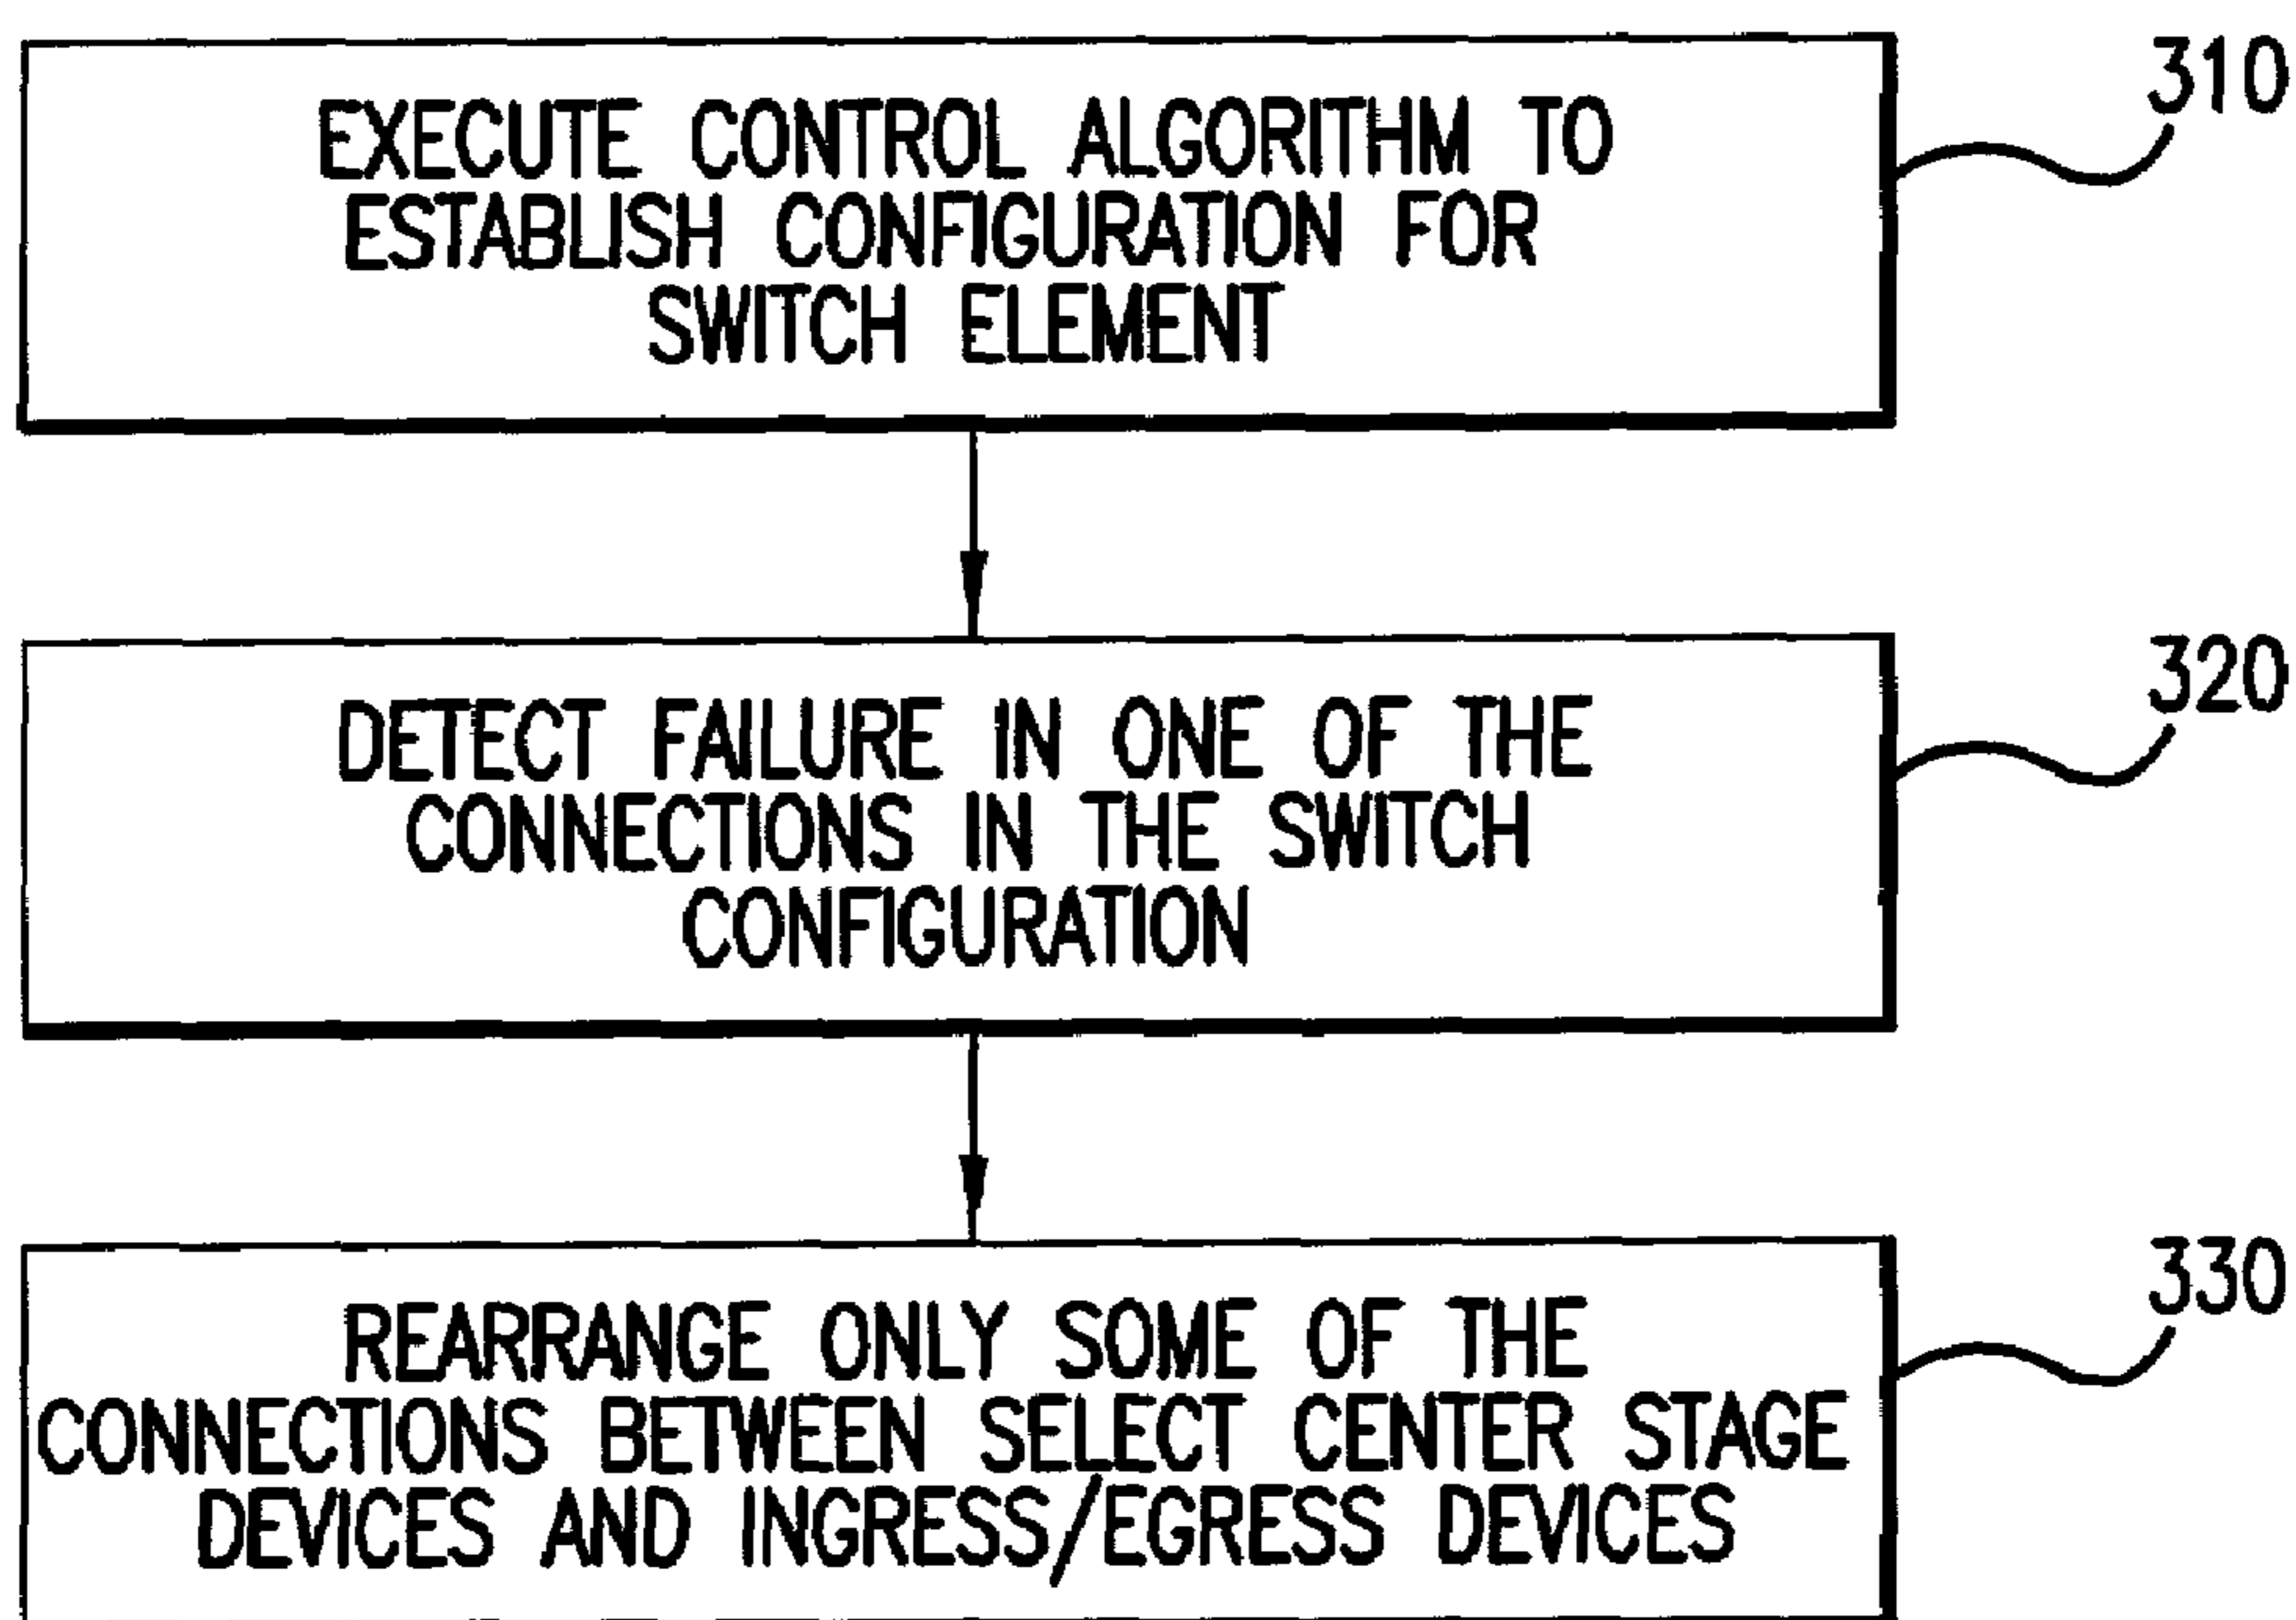 EXECUTE CONTROL ALGORITHM TO
ESTABLISH CONFIGURATION FOR
SWITCH ELEMENT
310
DETECT FAILURE IN ONE OF THE
CONNECTIONS IN THE SWITCH
CONFIGURATION
320
REARRANGE ONLY SOME OF THE
CONNECTIONS BETWEEN SELECT CENTER STAGE
DEVICES AND INGRESS/EGRESS DEVICES
330